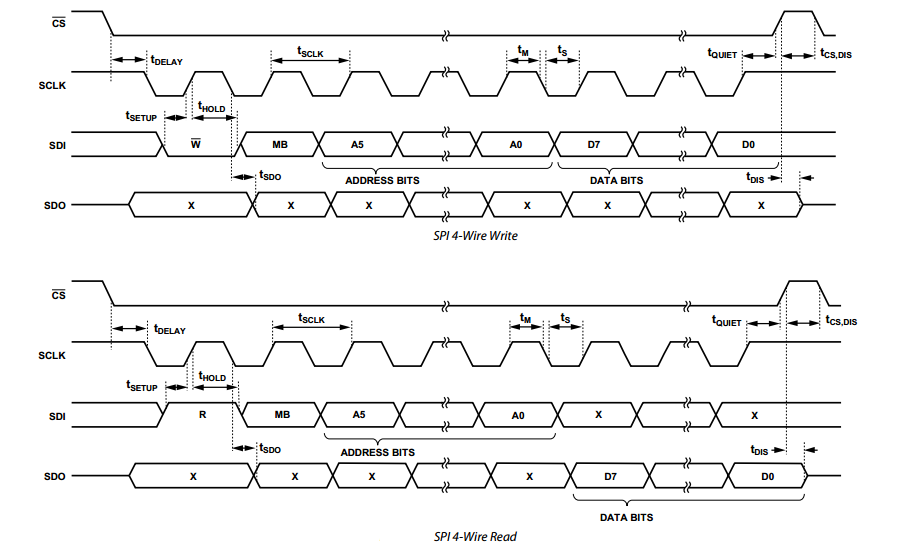 CS
tDELAY
tSCLK
tM
tS
tQUIET
tCS,DIS
SCLK
tSETUP
tHOLD
SDI
W
MB
A5
A0
D7
D0
tSDO
ADDRESS BITS
DATA BITS
tDIS
SDO
X
X
X
X
X
X
SPI 4-Wire Write
CS
tDELAY
tSCLK
tM
tS
tQUIET
tCS,DIS
SCLK
tSETUP
tHOLD
SDI
R
MB
A5
A0
X
X
tSDO
ADDRESS BITS
tDIS
SDO
X
X
X
X
D7
D0
DATA BITS
SPI 4-Wire Read